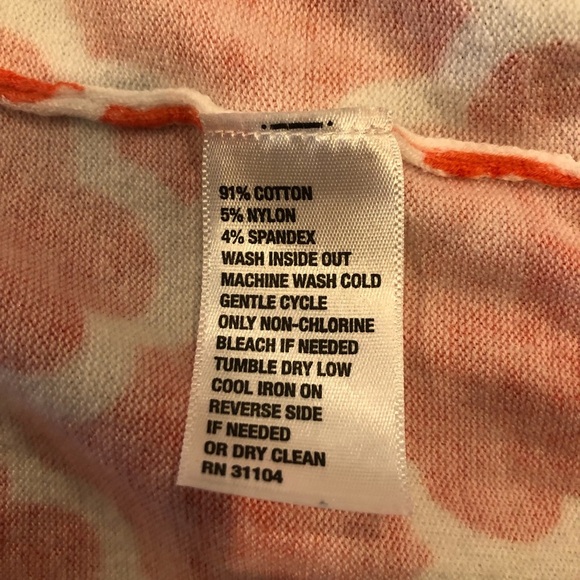 91% COTTON
5% NYLON
4% SPANDEX
WASH INSIDE OUT
MACHINE WASH COLD
GENTLE CYCLE
ONLY NON-CHLORINE
BLEACH IF NEEDED
TUMBLE DRY LOW
COOL IRON ON
REVERSE SIDE
IF NEEDED
OR DRY CLEAN
RN 31104